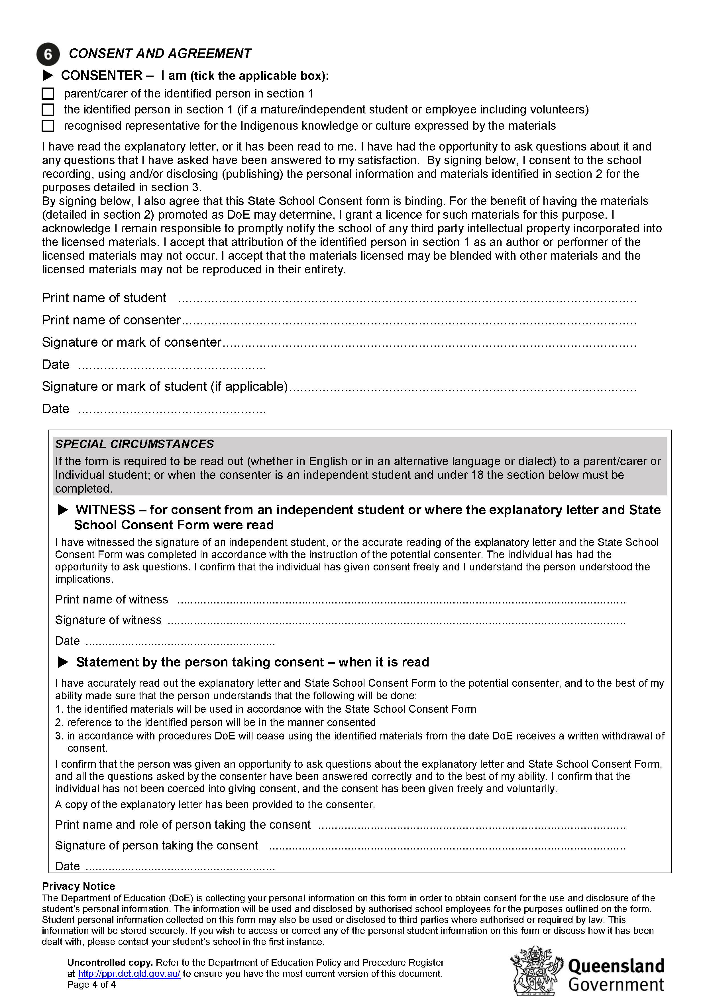 6 CONSENT AND AGREEMENT
► CONSENTER – I am (tick the applicable box):
☐ parent/carer of the identified person in section 1
☐ the identified person in section 1 (if a mature/independent student or employee including volunteers)
☐ recognised representative for the Indigenous knowledge or culture expressed by the materials
I have read the explanatory letter, or it has been read to me. I have had the opportunity to ask questions about it and
any questions that I have asked have been answered to my satisfaction. By signing below, I consent to the school
recording, using and/or disclosing (publishing) the personal information and materials identified in section 2 for the
purposes detailed in section 3.
By signing below, I also agree that this State School Consent form is binding. For the benefit of having the materials
(detailed in section 2) promoted as DoE may determine, I grant a licence for such materials for this purpose. I
acknowledge I remain responsible to promptly notify the school of any third party intellectual property incorporated into
the licensed materials. I accept that attribution of the identified person in section 1 as an author or performer of the
licensed materials may not occur. I accept that the materials licensed may be blended with other materials and the
licensed materials may not be reproduced in their entirety.
Print name of student ........................................
Print name of consenter........................................
Signature or mark of consenter........................................
Date ........................................
Signature or mark of student (if applicable)........................................
Date ........................................
SPECIAL CIRCUMSTANCES
If the form is required to be read out (whether in English or in an alternative language or dialect) to a parent/carer or
Individual student; or when the consenter is an independent student and under 18 the section below must be
completed.
► WITNESS – for consent from an independent student or where the explanatory letter and State
School Consent Form were read
I have witnessed the signature of an independent student, or the accurate reading of the explanatory letter and the State School
Consent Form was completed in accordance with the instruction of the potential consenter. The individual has had the
opportunity to ask questions. I confirm that the individual has given consent freely and I understand the person understood the
implications.
Print name of witness ........................................
Signature of witness ........................................
Date ........................................
► Statement by the person taking consent – when it is read
I have accurately read out the explanatory letter and State School Consent Form to the potential consenter, and to the best of my
ability made sure that the person understands that the following will be done:
1. the identified materials will be used in accordance with the State School Consent Form
2. reference to the identified person will be in the manner consented
3. in accordance with procedures DoE will cease using the identified materials from the date DoE receives a written withdrawal of
consent.
I confirm that the person was given an opportunity to ask questions about the explanatory letter and State School Consent Form,
and all the questions asked by the consenter have been answered correctly and to the best of my ability. I confirm that the
individual has not been coerced into giving consent, and the consent has been given freely and voluntarily.
A copy of the explanatory letter has been provided to the consenter.
Print name and role of person taking the consent ........................................
Signature of person taking the consent ........................................
Date ........................................
Privacy Notice
The Department of Education (DoE) is collecting your personal information on this form in order to obtain consent for the use and disclosure of the
student's personal information. The information will be used and disclosed by authorised school employees for the purposes outlined on the form.
Student personal information collected on this form may also be used or disclosed to third parties where authorised or required by law. This
information will be stored securely. If you wish to access or correct any of the personal student information on this form or discuss how it has been
dealt with, please contact your student's school in the first instance.
Uncontrolled copy. Refer to the Department of Education Policy and Procedure Register
at http://ppr.det.qld.gov.au/ to ensure you have the most current version of this document.
Page 4 of 4
AUDAX AT FIDELIS
Queensland
Government